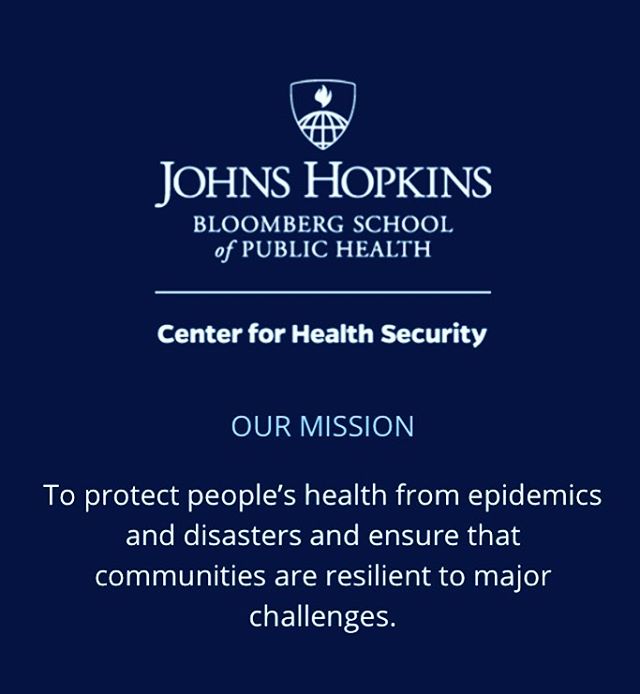 JOHNS HOPKINS
BLOOMBERG SCHOOL
of PUBLIC HEALTH
Center for Health Security
OUR MISSION
To protect people’s health from epidemics
and disasters and ensure that
communities are resilient to major
challenges.